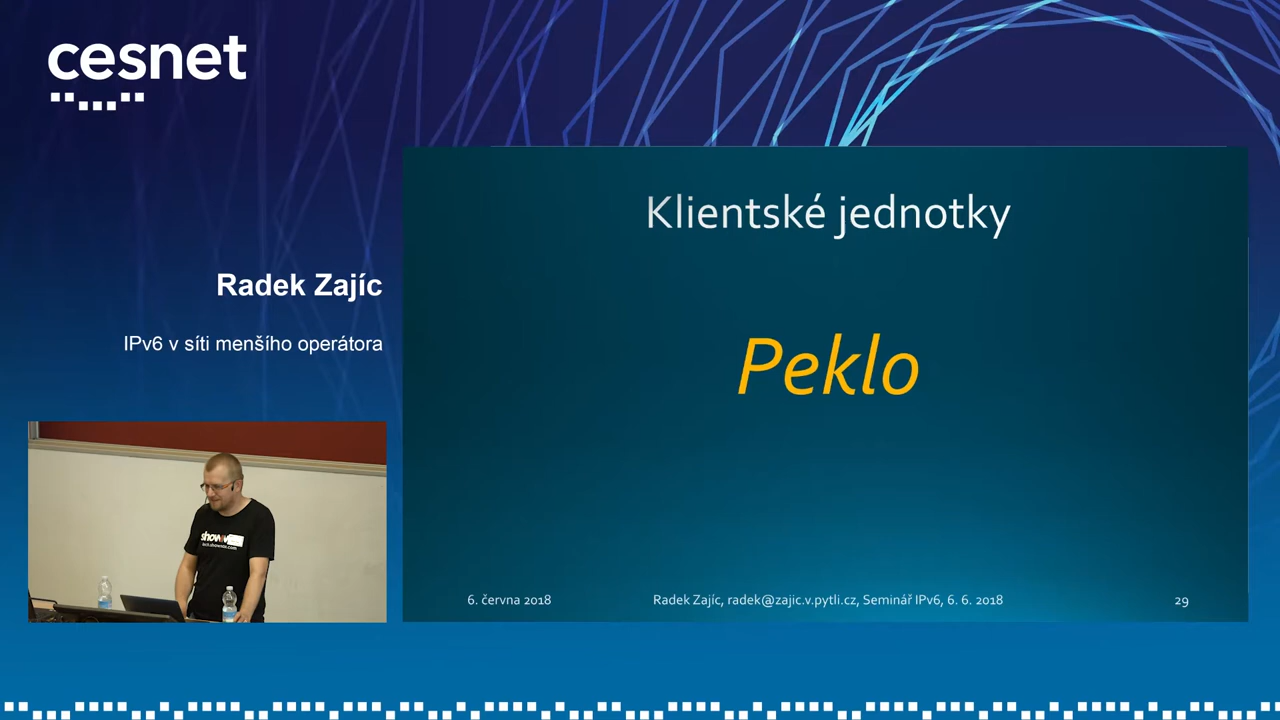 cesnet
Radek Zajíc
IPv6 v síti menšího operátora
Klientské jednotky
Peklo
6. června 2018
Radek Zajíc, radek@zajic.v.pytli.cz, Seminář IPv6, 6. 6. 2018
29